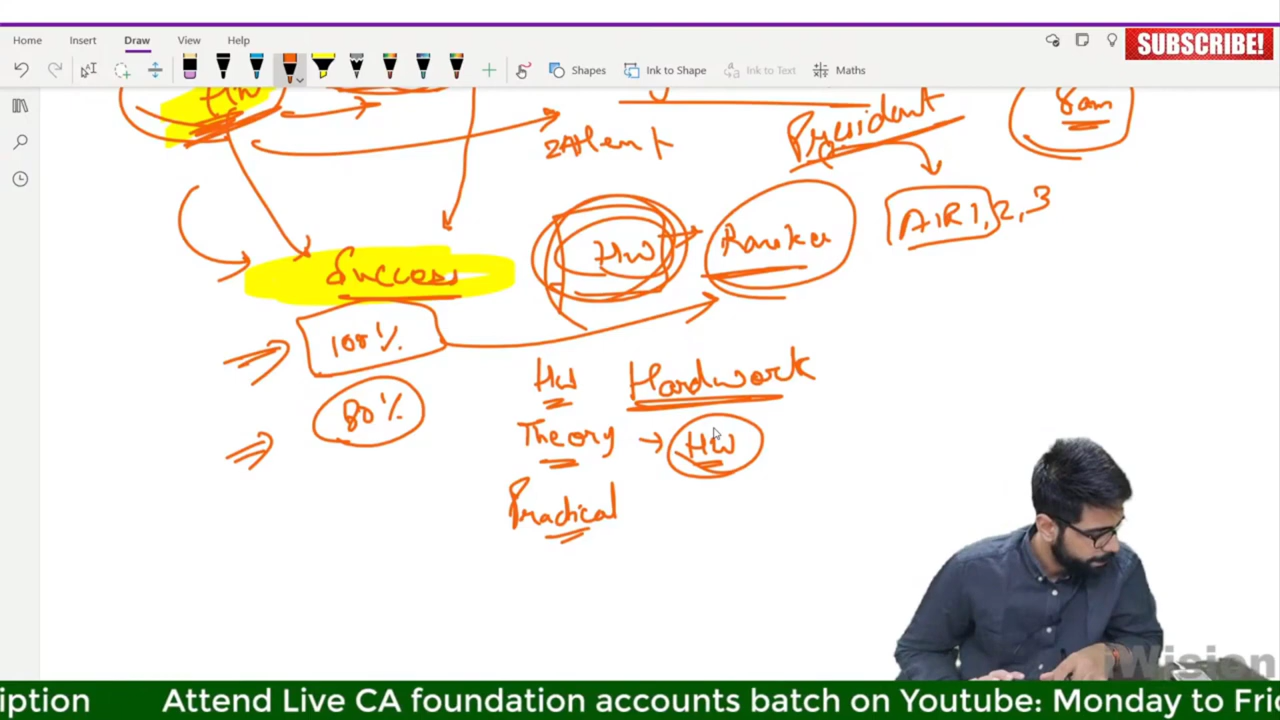 Home Insert Draw View Help
SUBSCRIBE!
Shapes Ink to Shape Ink to Text Maths
HW
President
8am
2Attempt
AIR 1, 2, 3
HW → Ranker
Success
100%
HW Hardwork
80%
Theory → HW
Practical
iption Attend Live CA foundation accounts batch on Youtube: Monday to Fri